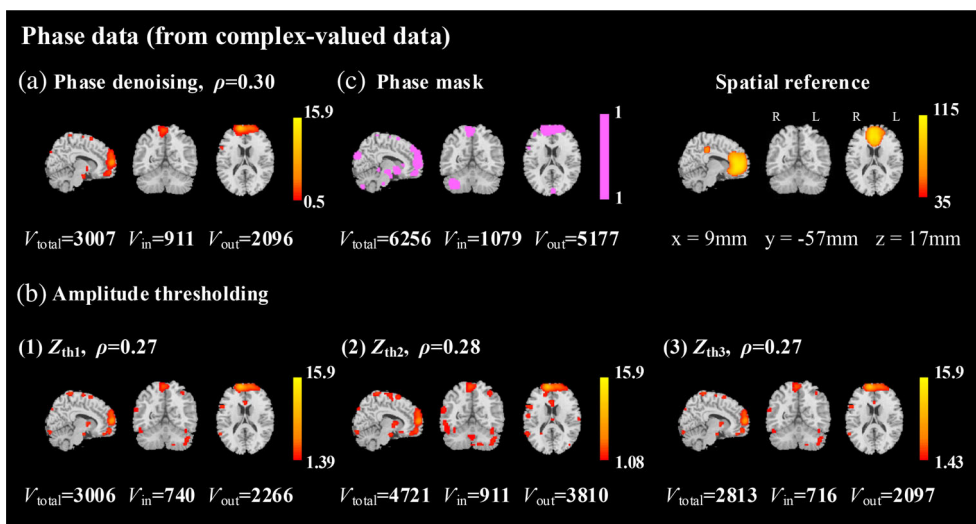 Phase data (from complex-valued data)
(a) Phase denoising, ρ=0.30
(c) Phase mask
Spatial reference
15.9
0.5
1
1
R L R L
115
35
Vtotal=3007 Vin=911 Vout=2096
Vtotal=6256 Vin=1079 Vout=5177
x = 9mm y = -57mm z = 17mm
(b) Amplitude thresholding
(1) Zth1, ρ=0.27
(2) Zth2, ρ=0.28
(3) Zth3, ρ=0.27
15.9
1.39
15.9
1.08
15.9
1.43
Vtotal=3006 Vin=740 Vout=2266
Vtotal=4721 Vin=911 Vout=3810
Vtotal=2813 Vin=716 Vout=2097